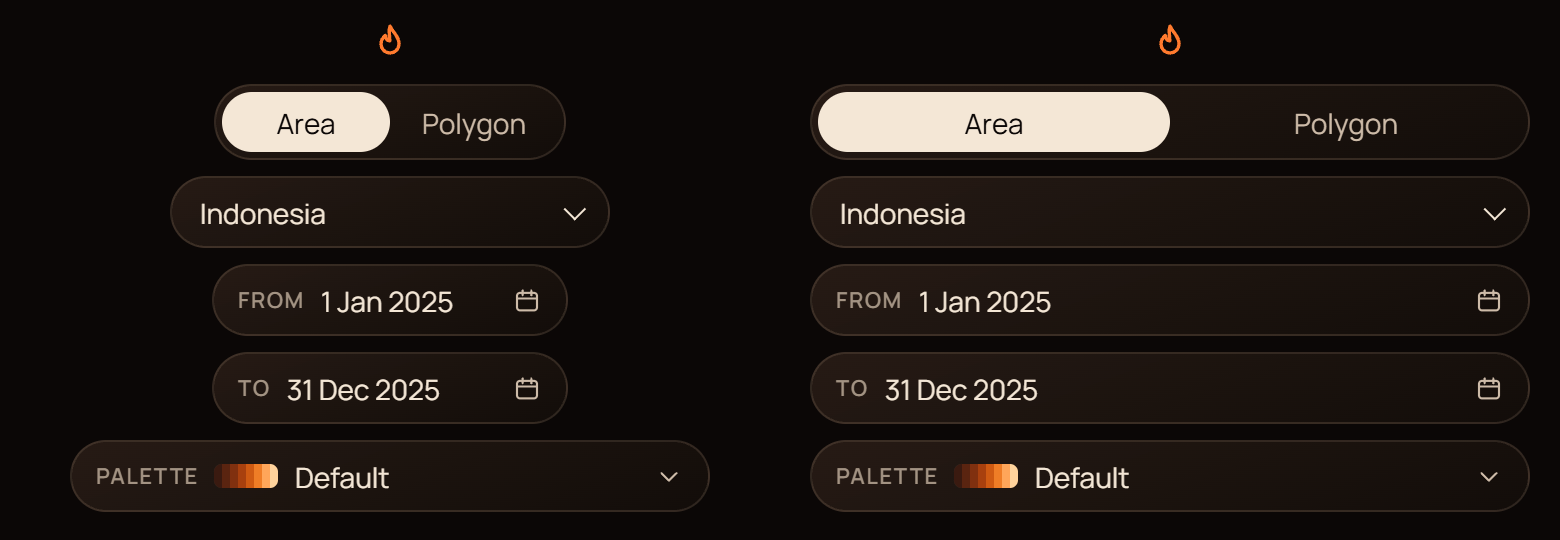 Area Polygon
Indonesia
FROM 1 Jan 2025
TO 31 Dec 2025
PALETTE Default
Area Polygon
Indonesia
FROM 1 Jan 2025
TO 31 Dec 2025
PALETTE Default